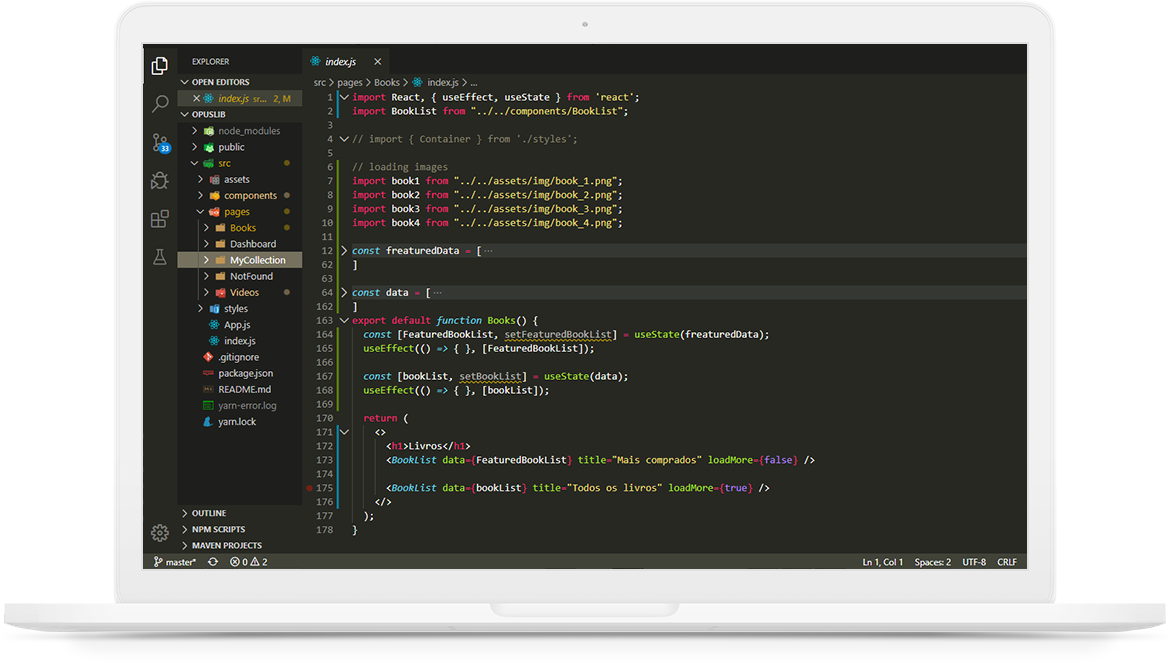 EXPLORER
OPEN EDITORS
index.js sr... 2, M
OPUSLIB
node_modules
public
src
assets
components
pages
Books
Dashboard
MyCollection
NotFound
Videos
styles
App.js
index.js
.gitignore
package.json
README.md
yarn-error.log
yarn.lock
OUTLINE
NPM SCRIPTS
MAVEN PROJECTS
33
index.js
src > pages > Books > index.js > ...
1 import React, { useEffect, useState } from 'react';
2 import BookList from "../../components/BookList";
3
4 // import { Container } from './styles';
5
6 // loading images
7 import book1 from "../../assets/img/book_1.png";
8 import book2 from "../../assets/img/book_2.png";
9 import book3 from "../../assets/img/book_3.png";
10 import book4 from "../../assets/img/book_4.png";
11
12 const freaturedData = [ ...
62 ]
63
64 const data = [ ...
162 ]
163 export default function Books() {
164 const [FeaturedBookList, setFeaturedBookList] = useState(freaturedData);
165 useEffect(() => { }, [FeaturedBookList]);
166
167 const [bookList, setBookList] = useState(data);
168 useEffect(() => { }, [bookList]);
169
170 return (
171 <>
172 <h1>Livros</h1>
173 <BookList data={FeaturedBookList} title="Mais comprados" loadMore={false} />
174
175 <BookList data={bookList} title="Todos os livros" loadMore={true} />
176 </>
177 );
178 }
master* 0 2 Ln 1, Col 1 Spaces: 2 UTF-8 CRLF